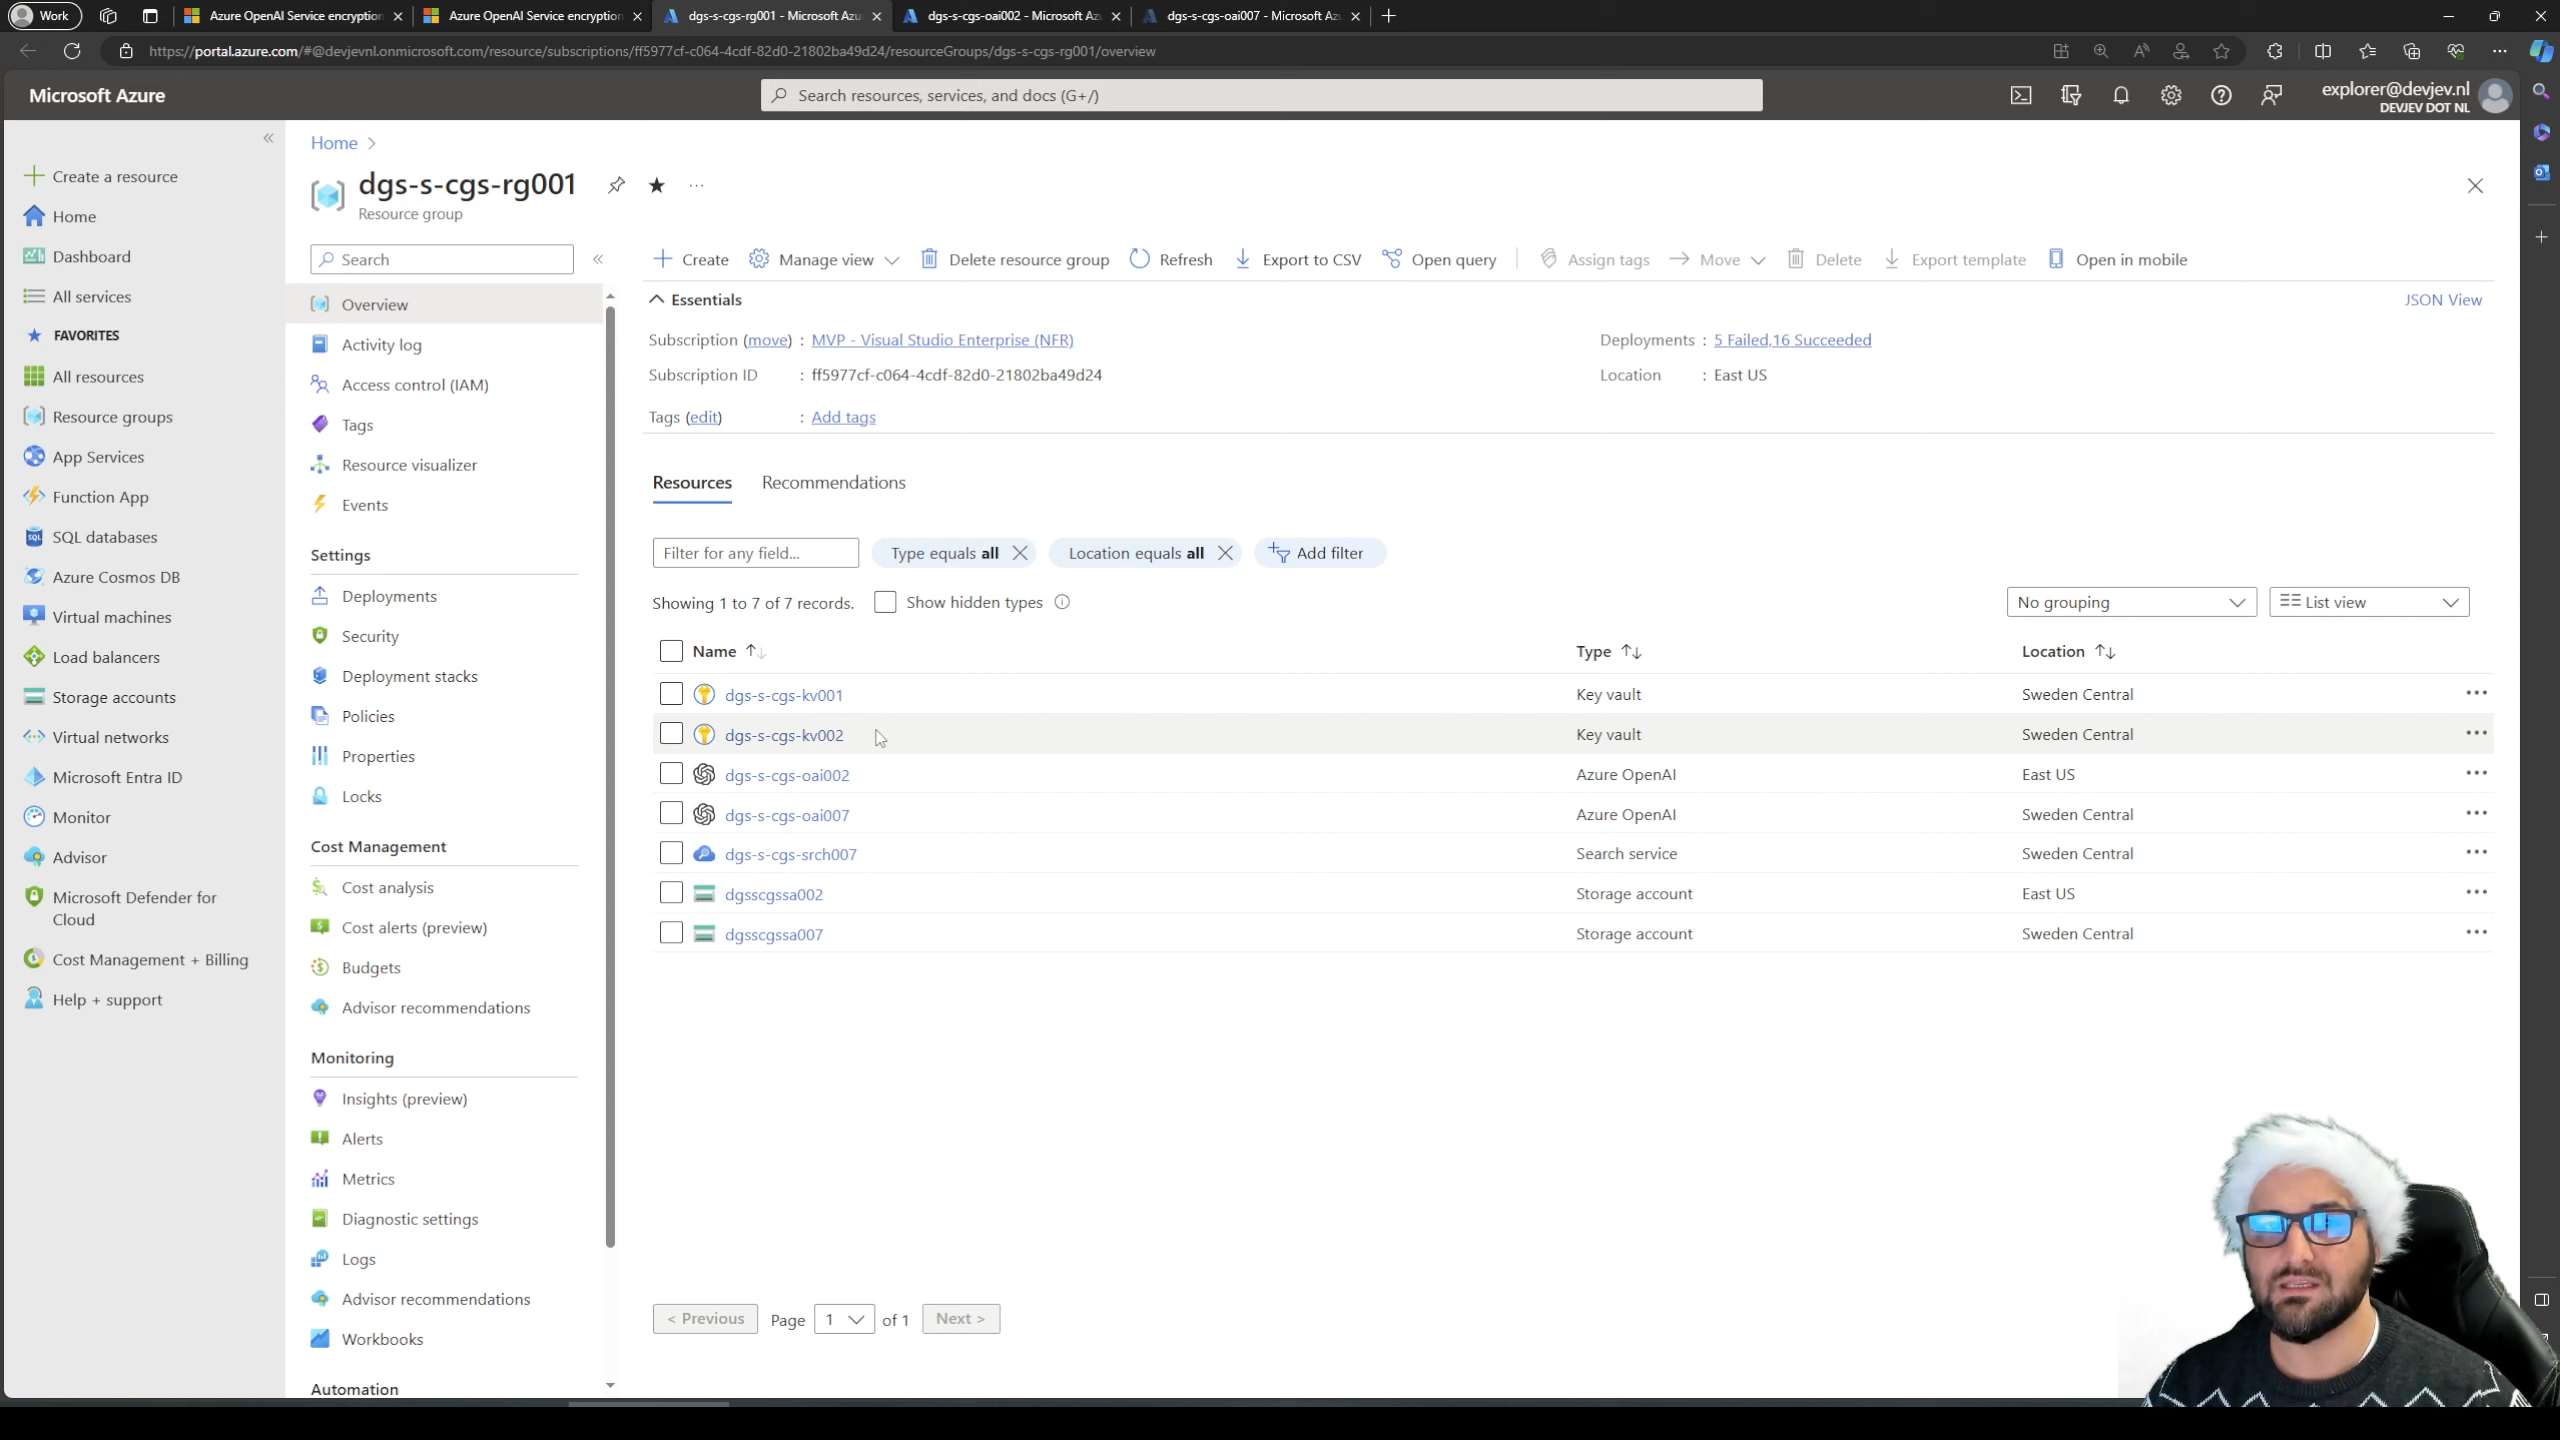 Work
Azure OpenAI Service encryption
Azure OpenAI Service encryption
dgs-s-cgs-rg001 - Microsoft Azu
dgs-s-cgs-oai002 - Microsoft Az
dgs-s-cgs-oai007 - Microsoft Az
https://portal.azure.com/#@devjevnl.onmicrosoft.com/resource/subscriptions/ff5977cf-c064-4cdf-82d0-21802ba49d24/resourceGroups/dgs-s-cgs-rg001/overview
Microsoft Azure
Search resources, services, and docs (G+/)
explorer@devjev.nl
DEVJEV DOT NL
Create a resource
Home
Dashboard
All services
FAVORITES
All resources
Resource groups
App Services
Function App
SQL databases
Azure Cosmos DB
Virtual machines
Load balancers
Storage accounts
Virtual networks
Microsoft Entra ID
Monitor
Advisor
Microsoft Defender for
Cloud
Cost Management + Billing
Help + support
Home >
dgs-s-cgs-rg001
Resource group
Search
Overview
Activity log
Access control (IAM)
Tags
Resource visualizer
Events
Settings
Deployments
Security
Deployment stacks
Policies
Properties
Locks
Cost Management
Cost analysis
Cost alerts (preview)
Budgets
Advisor recommendations
Monitoring
Insights (preview)
Alerts
Metrics
Diagnostic settings
Logs
Advisor recommendations
Workbooks
Automation
Create Manage view Delete resource group Refresh Export to CSV Open query Assign tags Move Delete Export template Open in mobile
Essentials
JSON View
Subscription (move) : MVP - Visual Studio Enterprise (NFR)
Deployments : 5 Failed,16 Succeeded
Subscription ID : ff5977cf-c064-4cdf-82d0-21802ba49d24
Location : East US
Tags (edit) : Add tags
Resources Recommendations
Filter for any field... Type equals all Location equals all Add filter
Showing 1 to 7 of 7 records. Show hidden types
No grouping List view
Name Type Location
dgs-s-cgs-kv001 Key vault Sweden Central
dgs-s-cgs-kv002 Key vault Sweden Central
dgs-s-cgs-oai002 Azure OpenAI East US
dgs-s-cgs-oai007 Azure OpenAI Sweden Central
dgs-s-cgs-srch007 Search service Sweden Central
dgsscgssa002 Storage account East US
dgsscgssa007 Storage account Sweden Central
< Previous Page 1 of 1 Next >